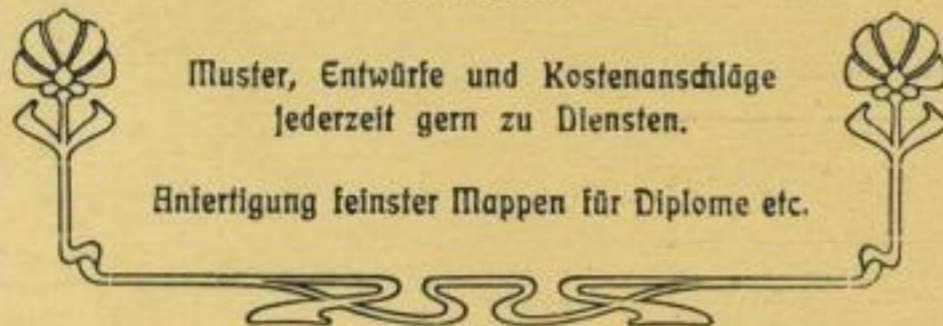 Muster, Entwürfe und Kostenanschläge
jederzeit gern zu Diensten.
Anfertigung feinster Mappen für Diplome etc.